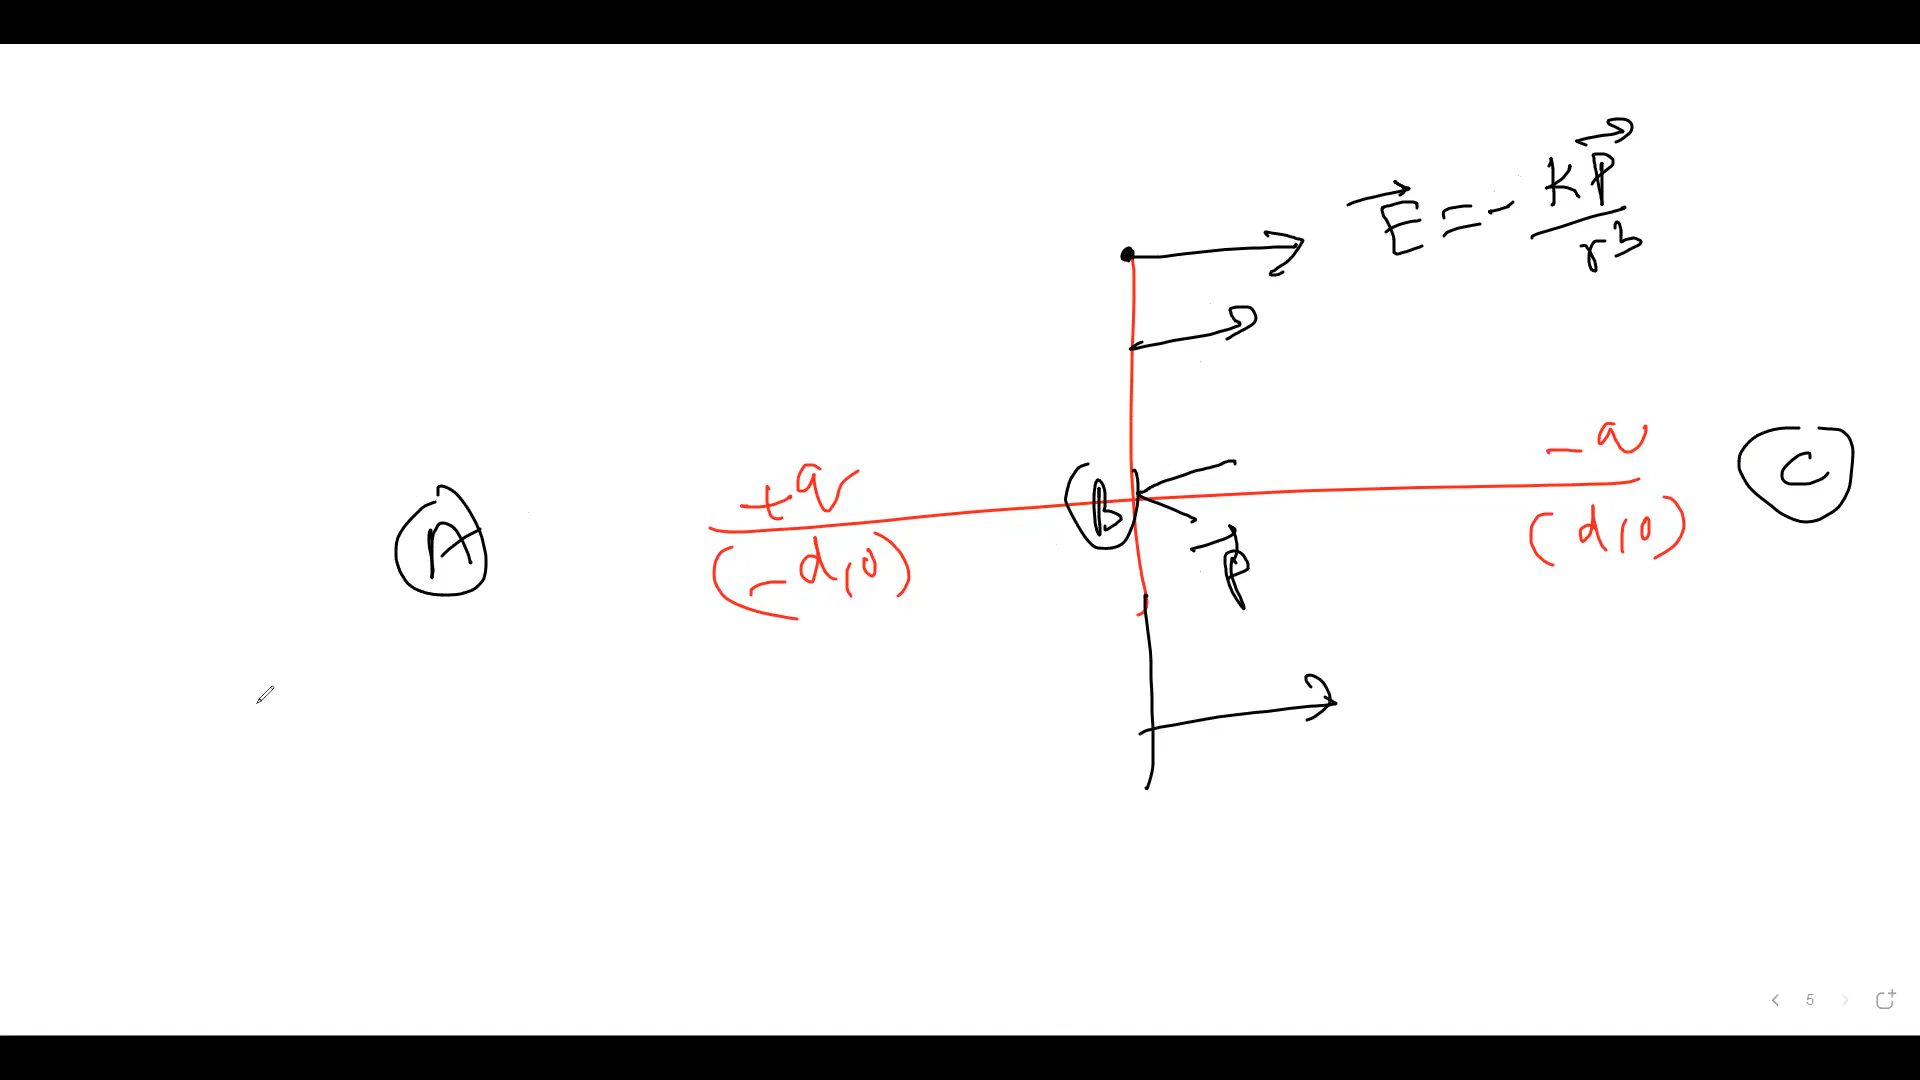 E = - kP / r³
+q
-q
A
B
C
(-d,0)
(d,0)
P
5